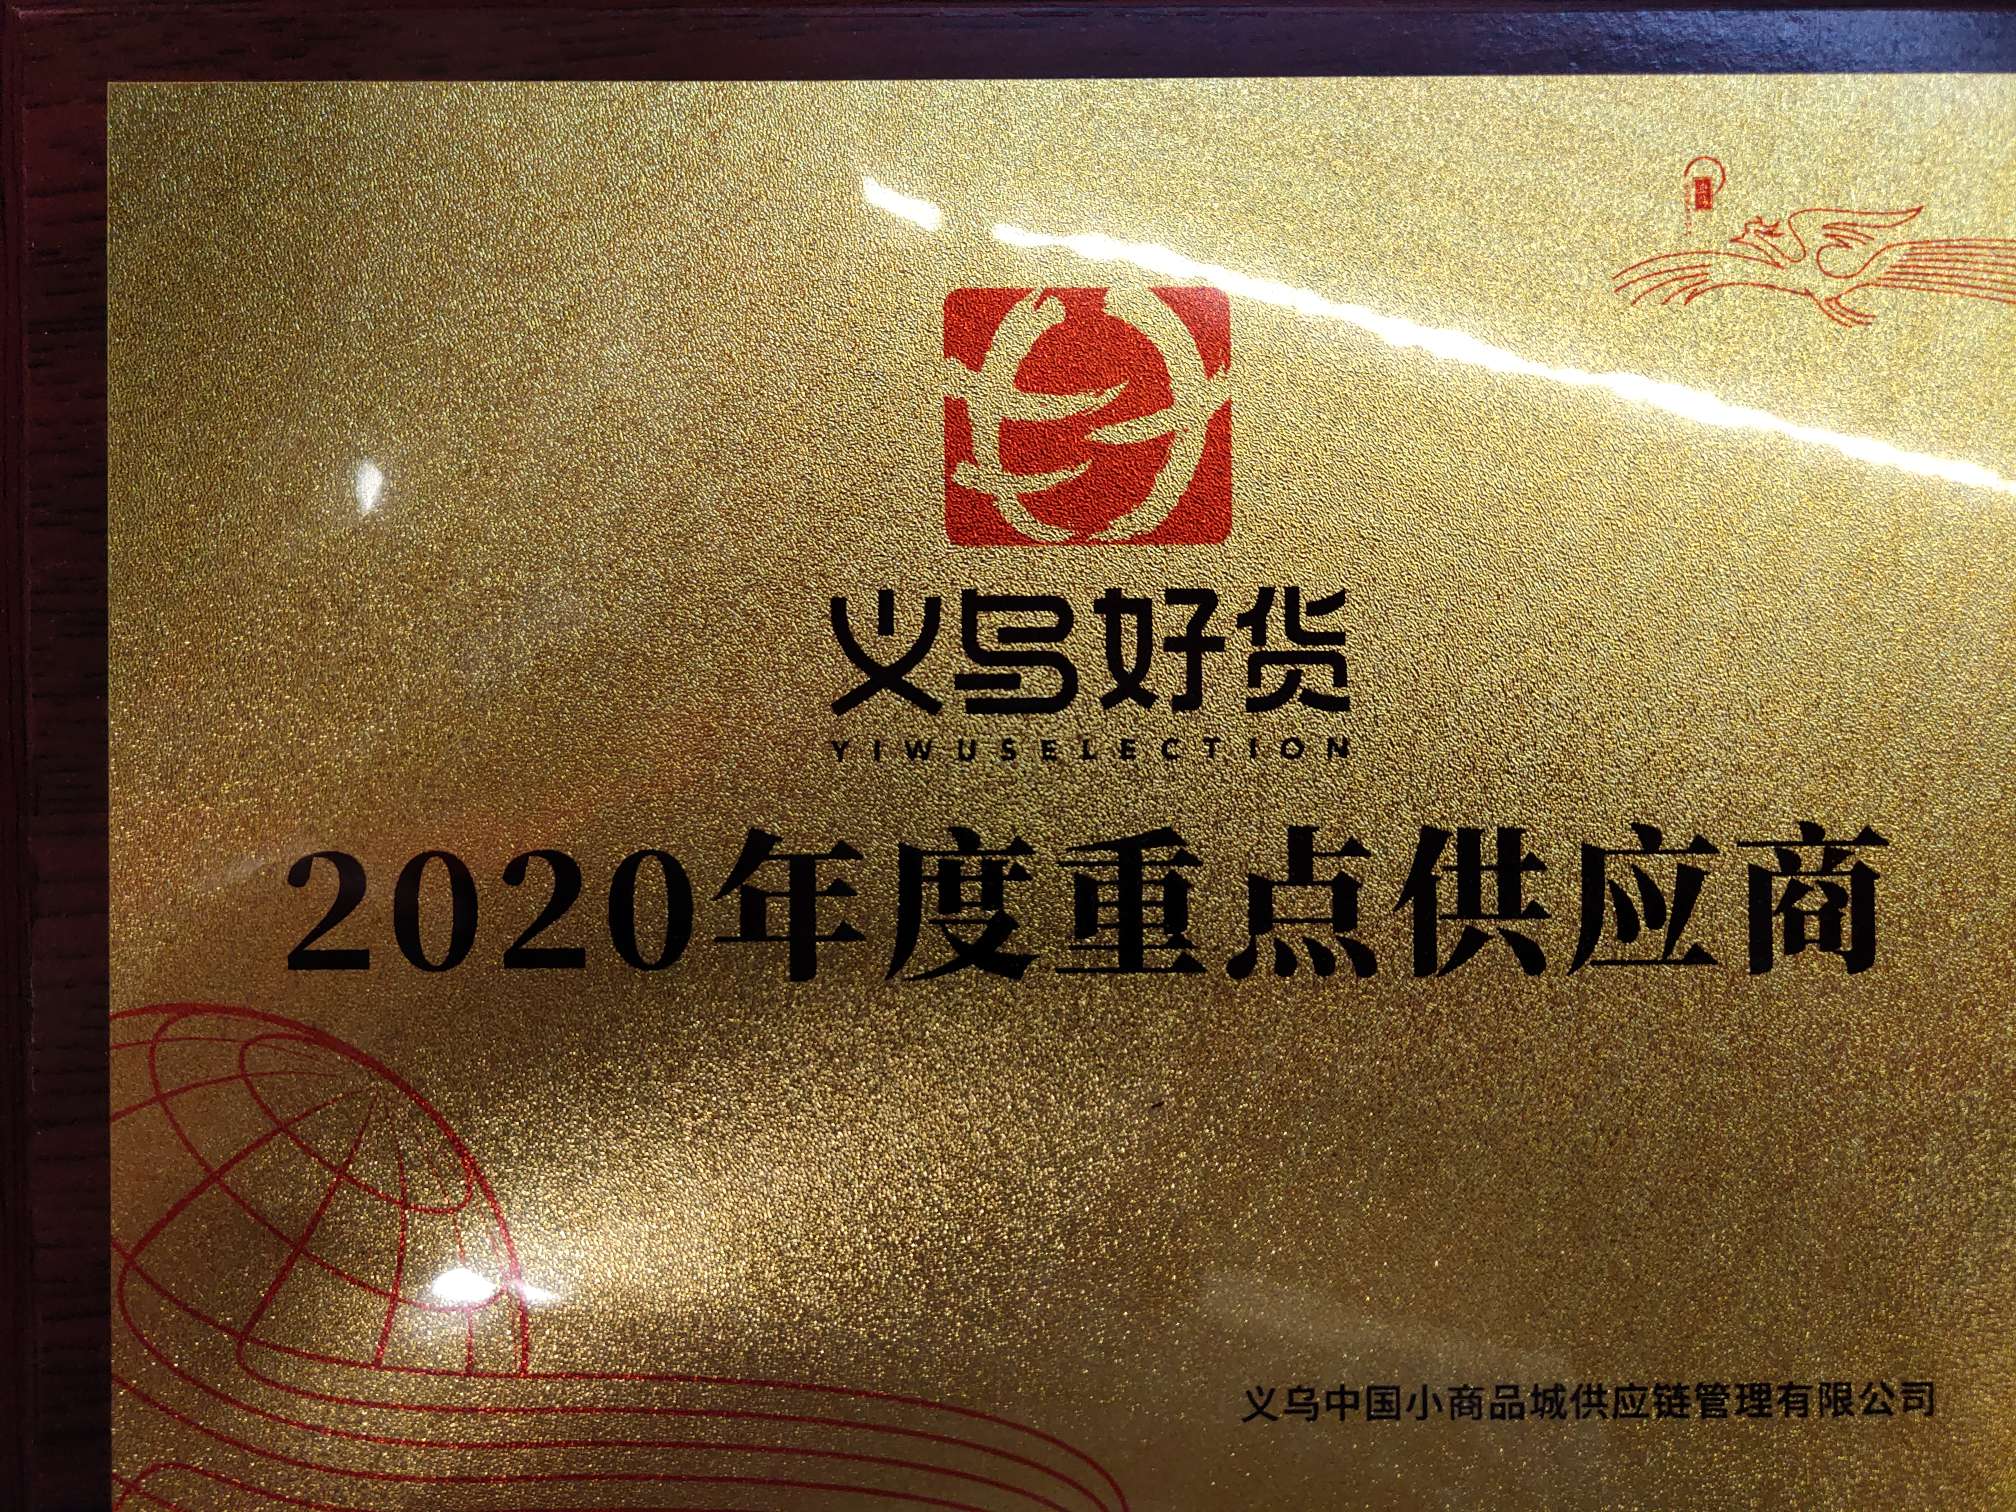 义乌好货
YIWUSELECTION
2020年度重点供应商
义乌中国小商品城供应链管理有限公司